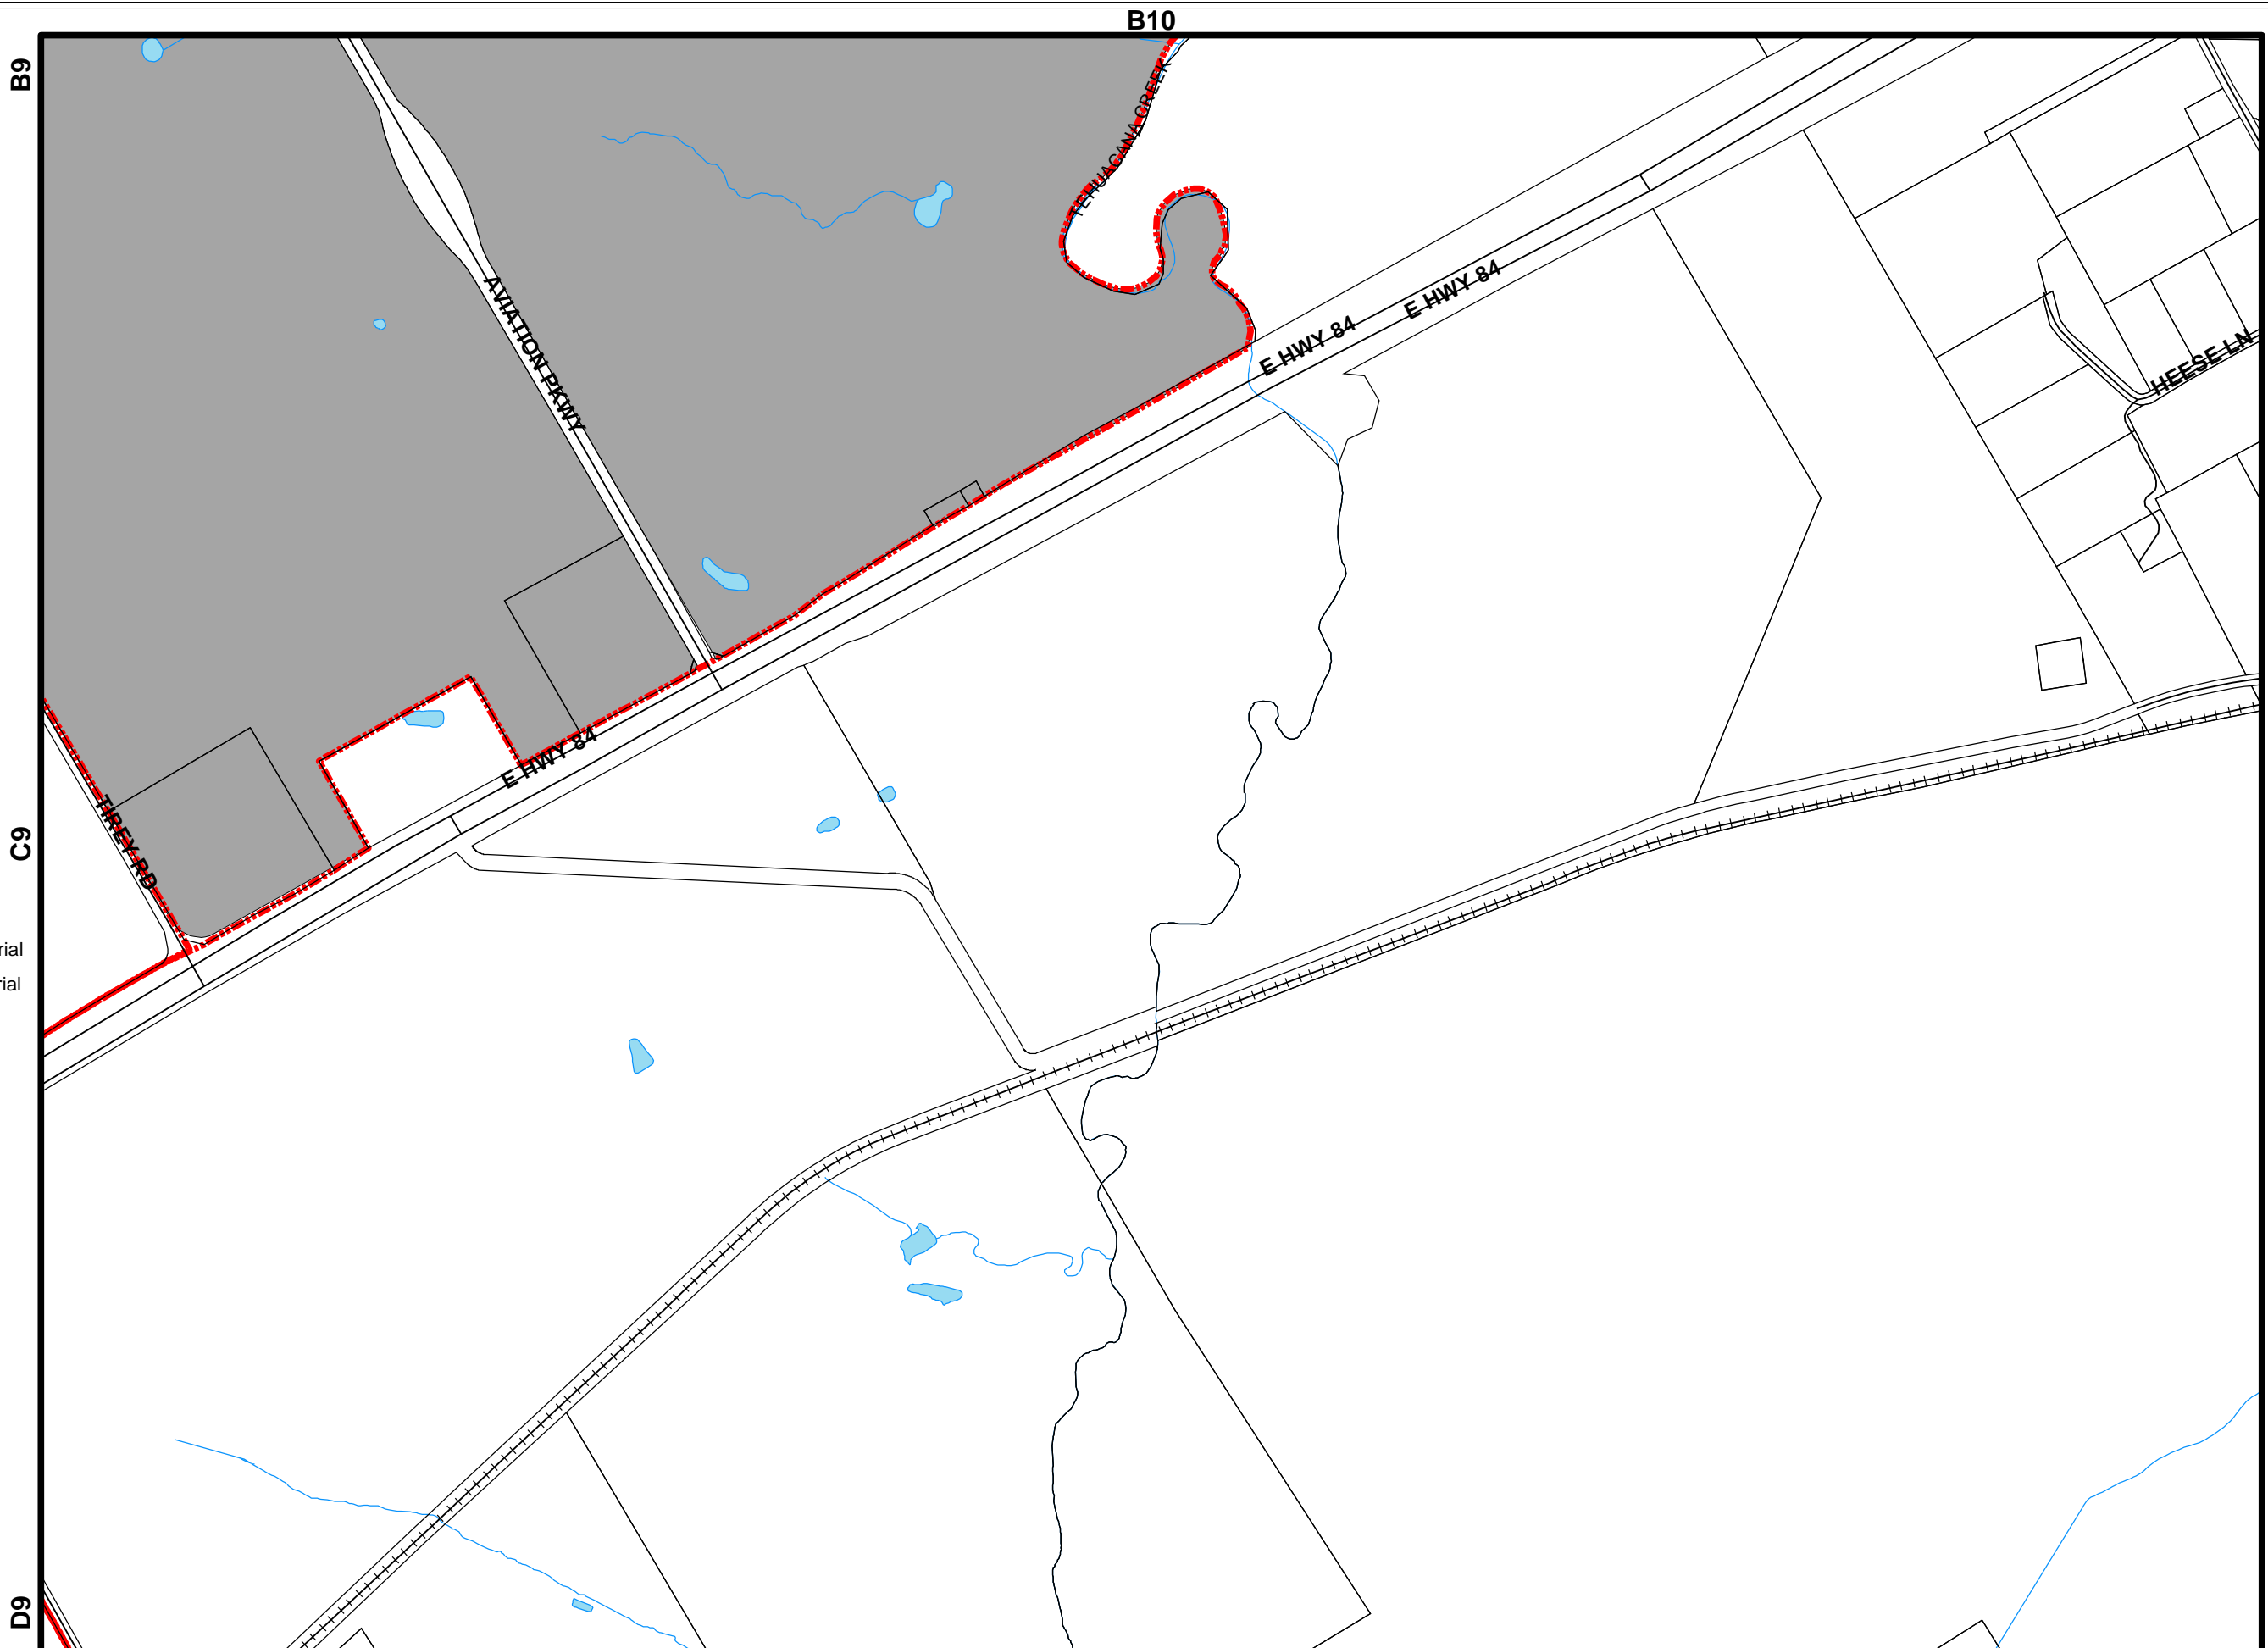 B10
B9
TEHUACANA CREEK
E HWY 84
E HWY 84
AVIATION PKWY
HEESE LN
E HWY 84
TIREY RD
C9
rial
rial
D9